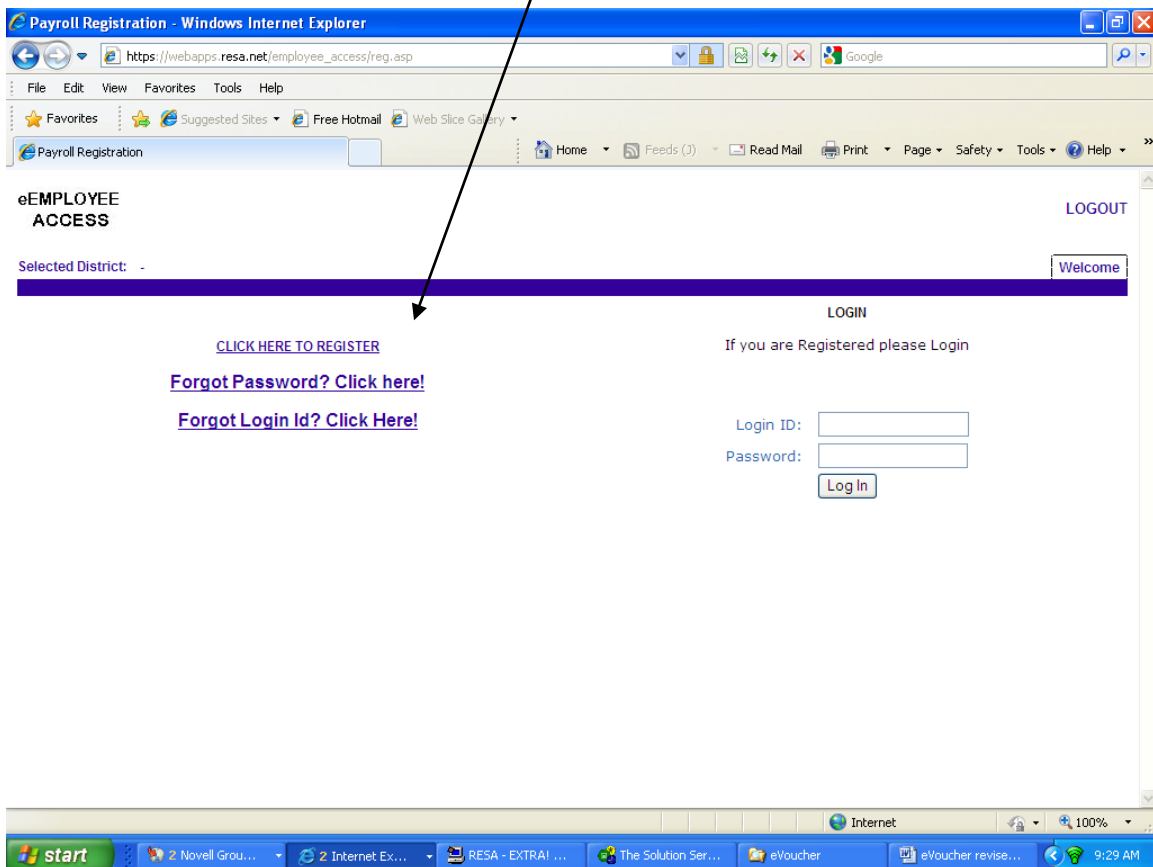 Payroll Registration - Windows Internet Explorer
https://webapps.resa.net/employee_access/reg.asp Google
File Edit View Favorites Tools Help
Favorites Suggested Sites Free Hotmail Web Slice Gallery
Payroll Registration Home Feeds (J) Read Mail Print Page Safety Tools Help »
eEMPLOYEE
ACCESS
LOGOUT
Selected District: - Welcome
LOGIN
CLICK HERE TO REGISTER If you are Registered please Login
Forgot Password? Click here!
Forgot Login Id? Click Here!
Login ID:
Password:
Log In
Internet 100%
start 2 Novell Grou... 2 Internet Ex... RESA - EXTRA! ... The Solution Ser... eVoucher eVoucher revise... 9:29 AM